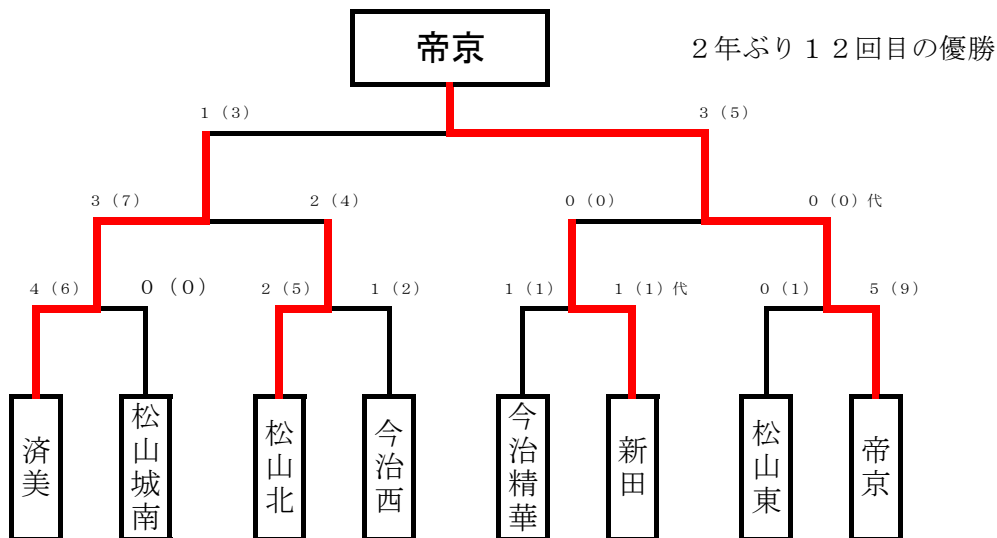 帝京
２年ぶり１２回目の優勝
１（３）
３（５）
３（７）
２（４）
０（０）
０（０）代
４（６）
０（０）
２（５）
１（２）
１（１）
１（１）代
０（１）
５（９）
済美
松山城南
松山北
今治西
今治精華
新田
松山東
帝京